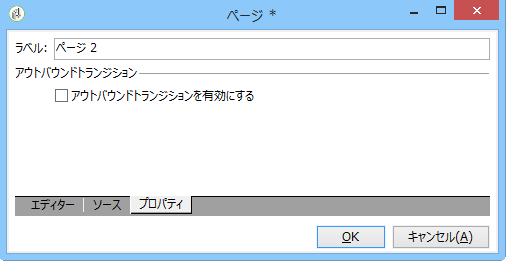 ページ *
ラベル: ページ 2
アウトバウンドトランジション
アウトバウンドトランジションを有効にする
エディター ソース プロパティ
OK キャンセル(A)